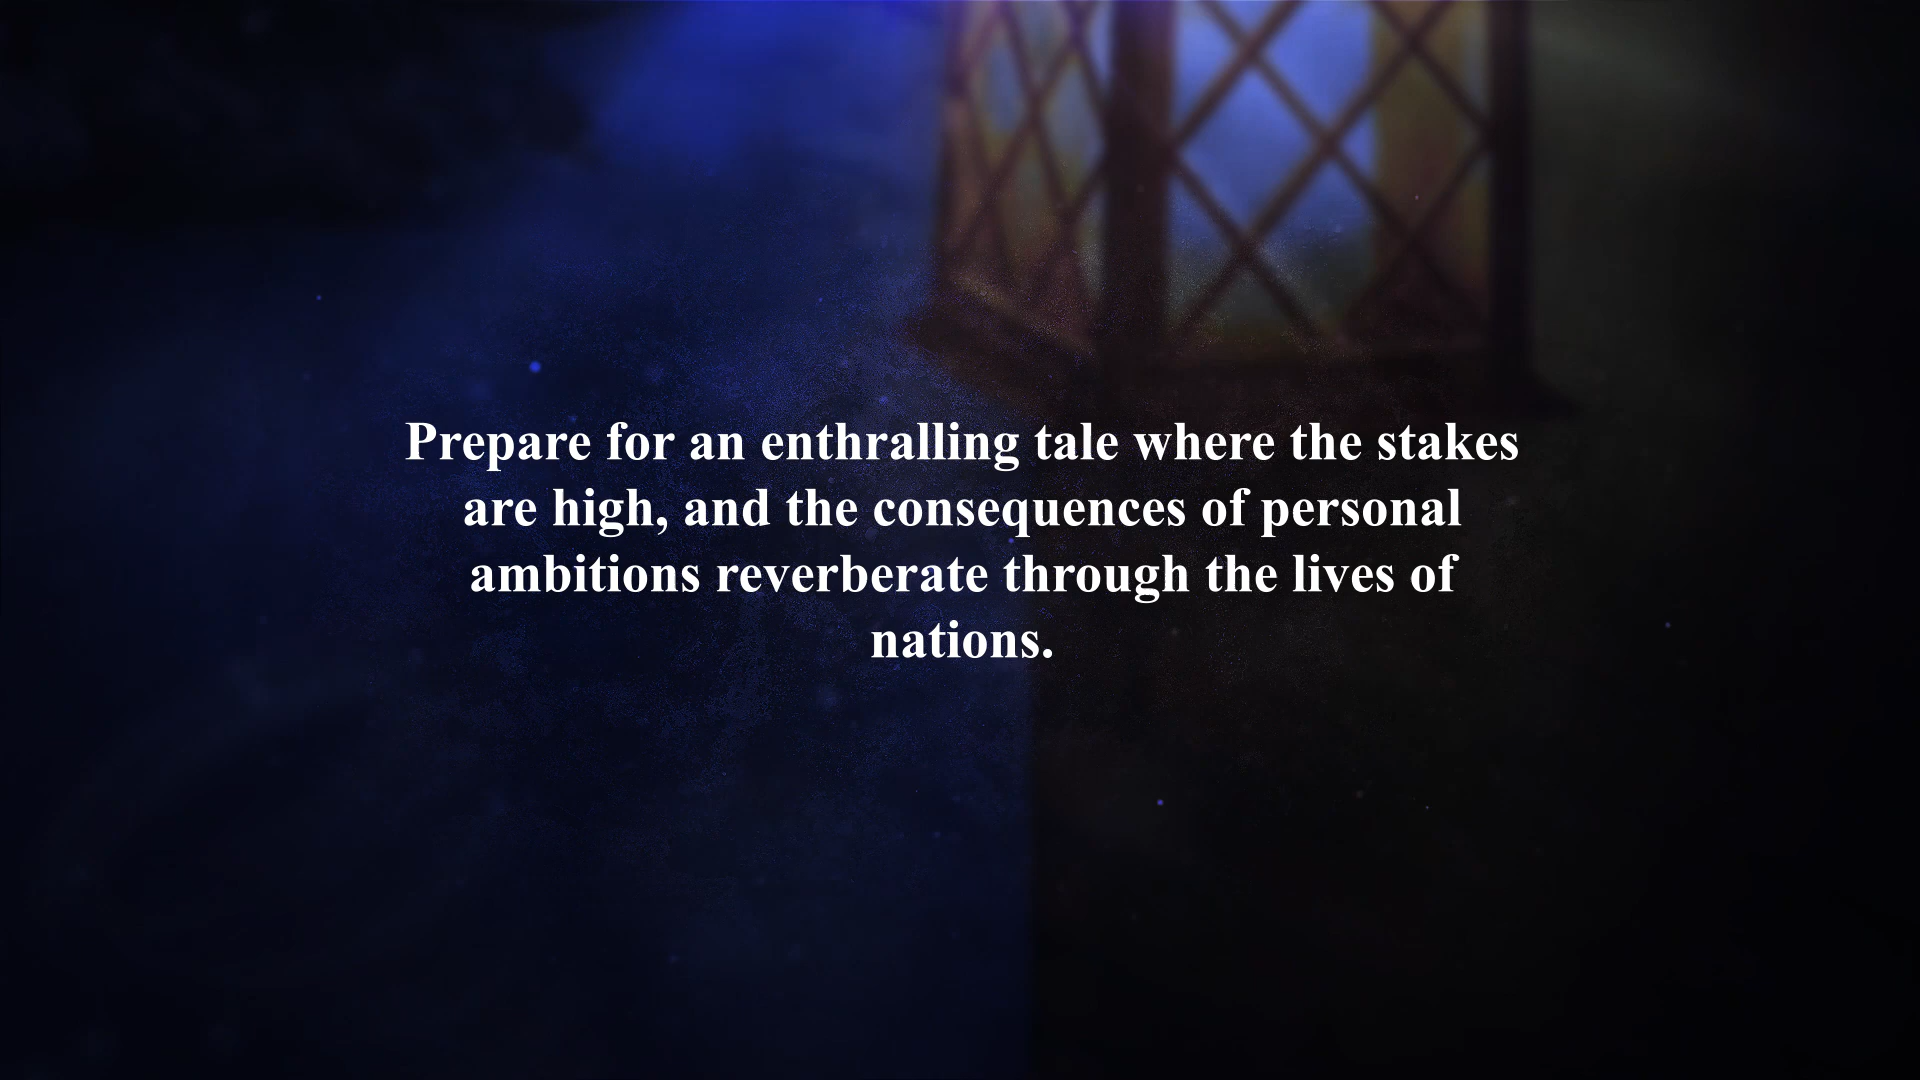 Prepare for an enthralling tale where the stakes
are high, and the consequences of personal
ambitions reverberate through the lives of
nations.